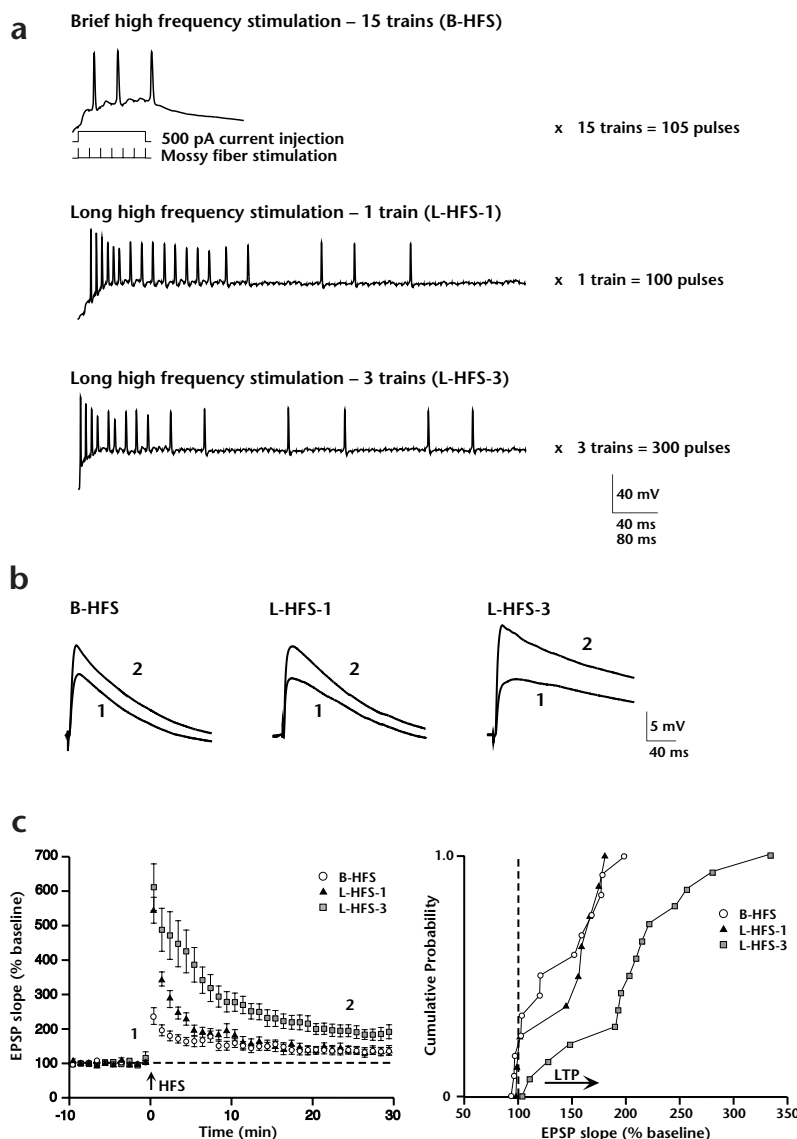 a
Brief high frequency stimulation – 15 trains (B-HFS)
500 pA current injection
Mossy fiber stimulation
x 15 trains = 105 pulses
Long high frequency stimulation – 1 train (L-HFS-1)
x 1 train = 100 pulses
Long high frequency stimulation – 3 trains (L-HFS-3)
x 3 trains = 300 pulses
40 mV
40 ms
80 ms
b
B-HFS
L-HFS-1
L-HFS-3
2
1
2
1
2
1
5 mV
40 ms
c
EPSP slope (% baseline)
700
600
500
400
300
200
100
0
-10
0
10
20
30
Time (min)
B-HFS
L-HFS-1
L-HFS-3
1
2
HFS
Cumulative Probability
1.0
0
50
100
150
200
250
300
350
EPSP slope (% baseline)
B-HFS
L-HFS-1
L-HFS-3
LTP